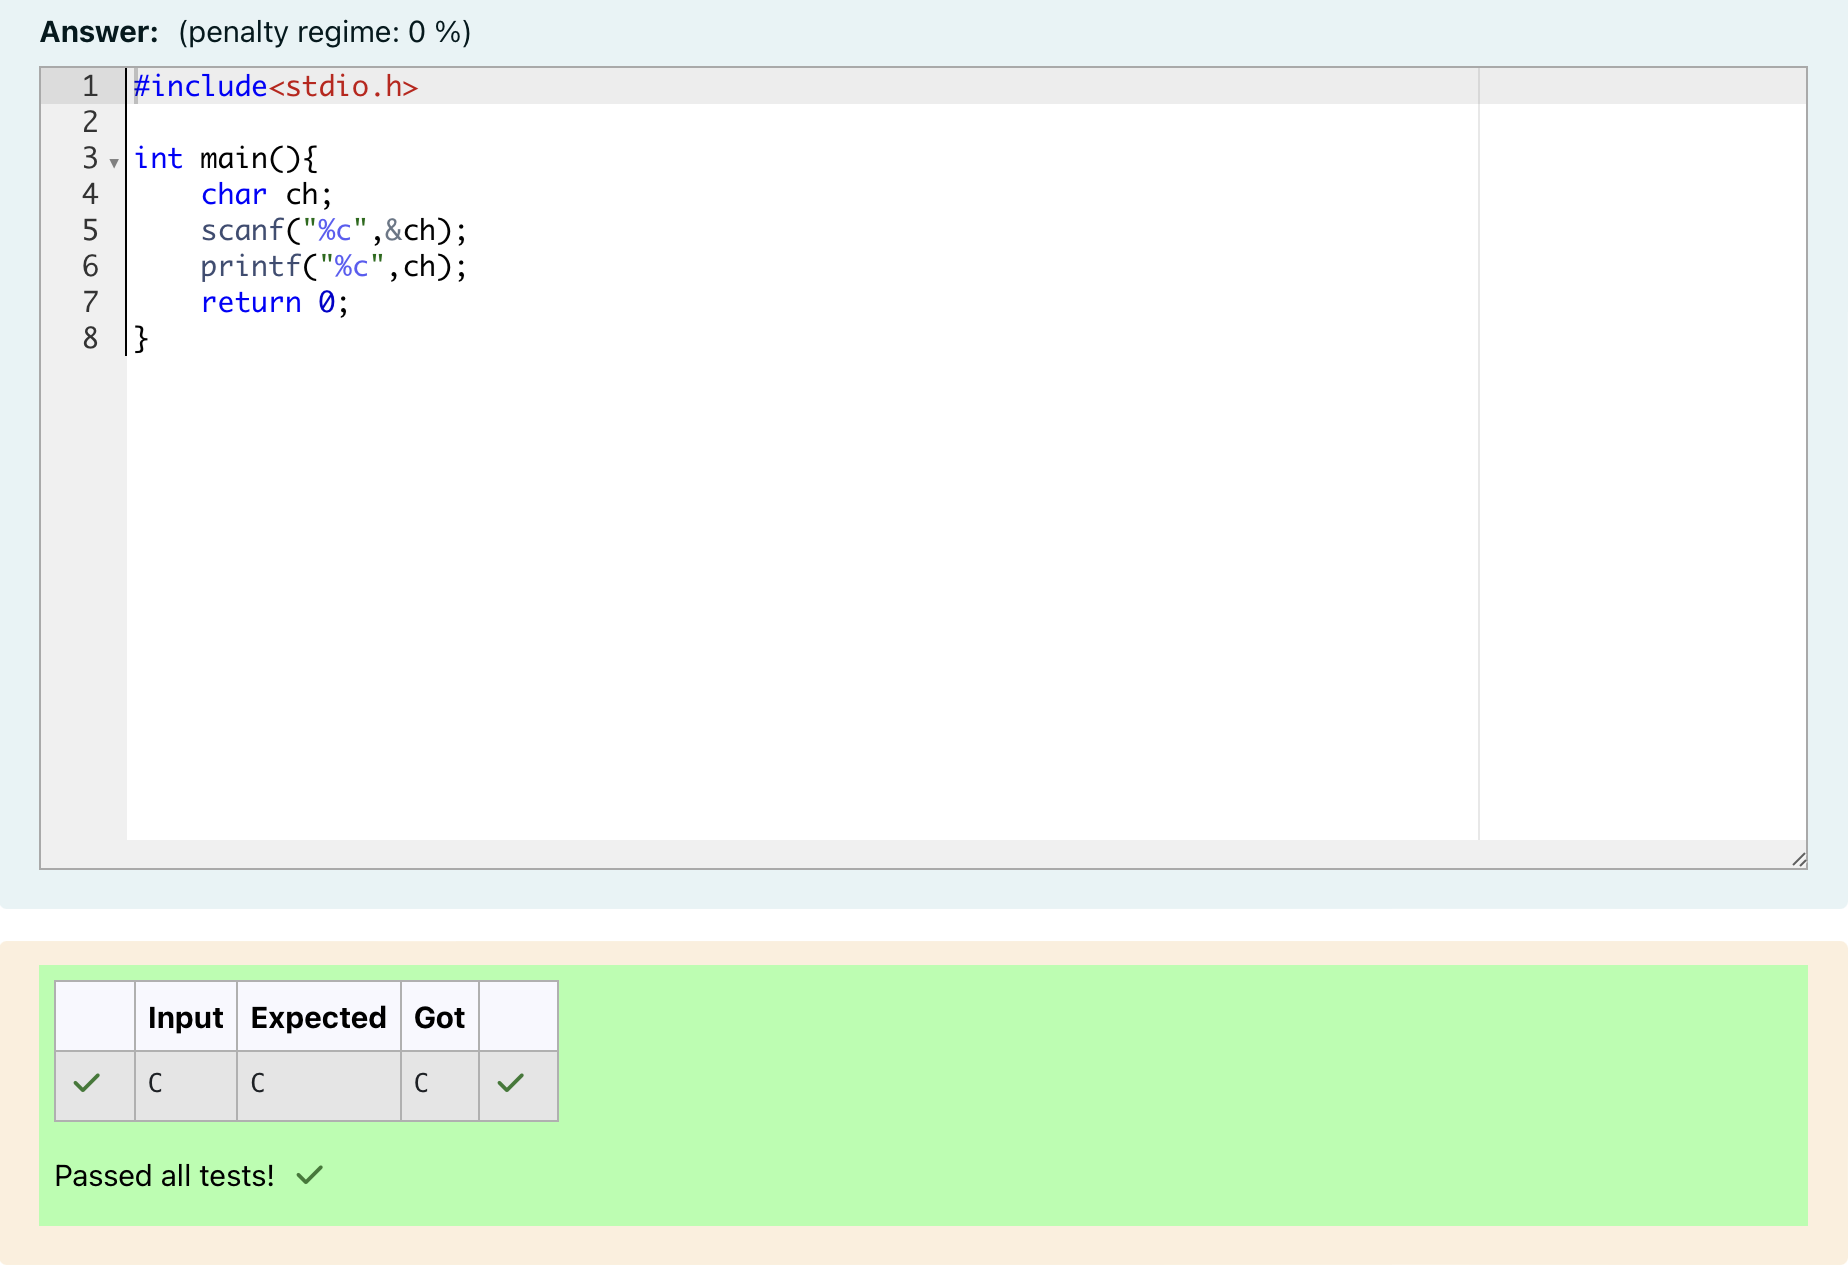 Answer: (penalty regime: 0 %)
1 #include<stdio.h>
2
3 int main(){
4     char ch;
5     scanf("%c",&ch);
6     printf("%c",ch);
7     return 0;
8 }
Input Expected Got
C C C
Passed all tests!